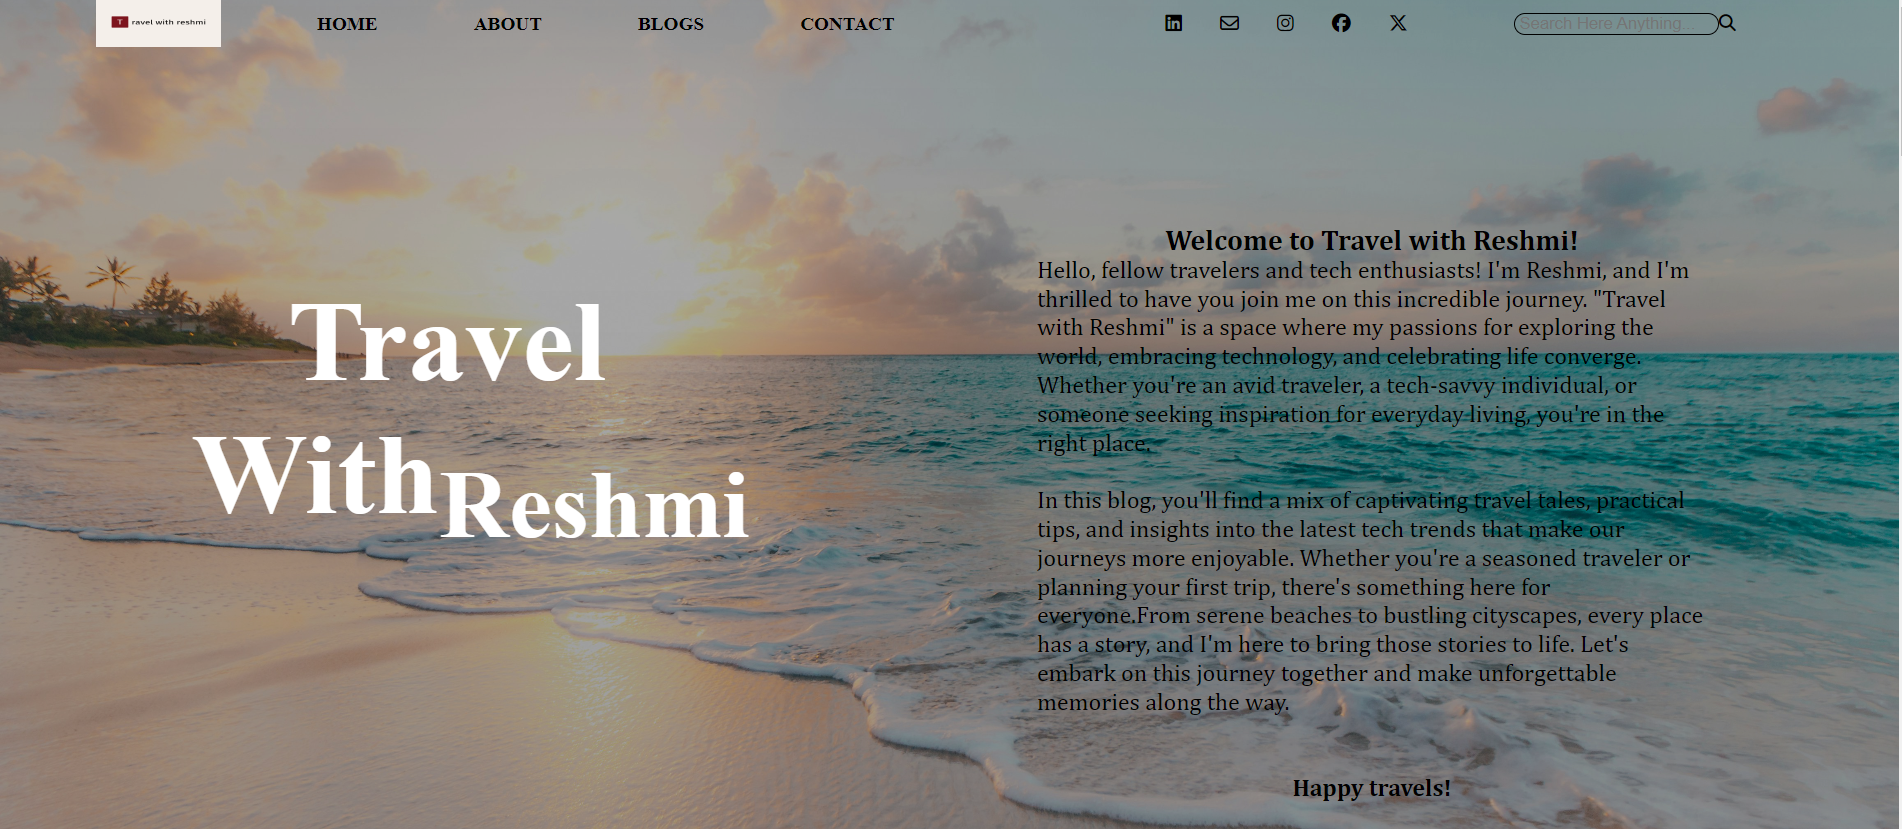 T ravel with reshmi
HOME ABOUT BLOGS CONTACT
Search Here Anything...
Travel
With Reshmi
Welcome to Travel with Reshmi!
Hello, fellow travelers and tech enthusiasts! I'm Reshmi, and I'm
thrilled to have you join me on this incredible journey. "Travel
with Reshmi" is a space where my passions for exploring the
world, embracing technology, and celebrating life converge.
Whether you're an avid traveler, a tech-savvy individual, or
someone seeking inspiration for everyday living, you're in the
right place.
In this blog, you'll find a mix of captivating travel tales, practical
tips, and insights into the latest tech trends that make our
journeys more enjoyable. Whether you're a seasoned traveler or
planning your first trip, there's something here for
everyone.From serene beaches to bustling cityscapes, every place
has a story, and I'm here to bring those stories to life. Let's
embark on this journey together and make unforgettable
memories along the way.
Happy travels!